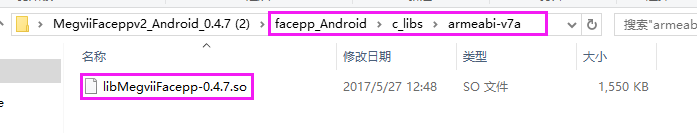 MegviiFaceppv2_Android_0.4.7 (2) > facepp_Android > c_libs > armeabi-v7a
搜索"armeab
名称
修改日期
类型
大小
libMegviiFacepp-0.4.7.so
2017/5/27 12:48
SO 文件
1,550 KB
e